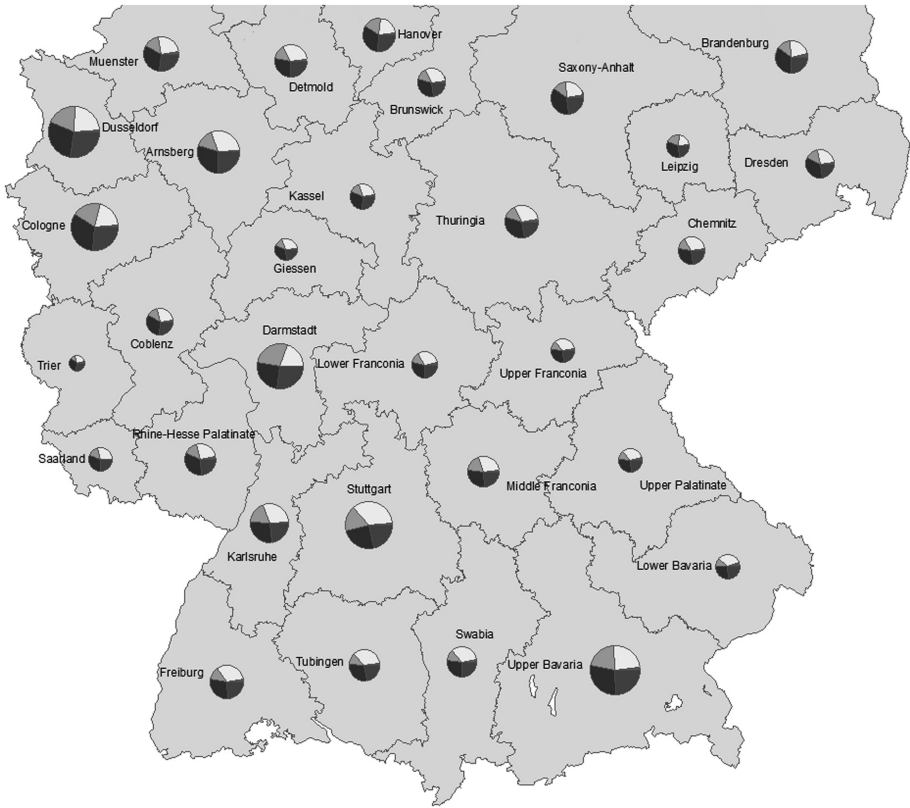 Hanover
Brandenburg
Muenster
Saxony-Anhalt
Detmold
Brunswick
Dusseldorf
Arnsberg
Leipzig
Dresden
Kassel
Thuringia
Cologne
Chemnitz
Giessen
Darmstadt
Coblenz
Trier
Lower Franconia
Upper Franconia
Rhine-Hesse Palatinate
Saarland
Stuttgart
Middle Franconia
Upper Palatinate
Karlsruhe
Lower Bavaria
Swabia
Tubingen
Upper Bavaria
Freiburg